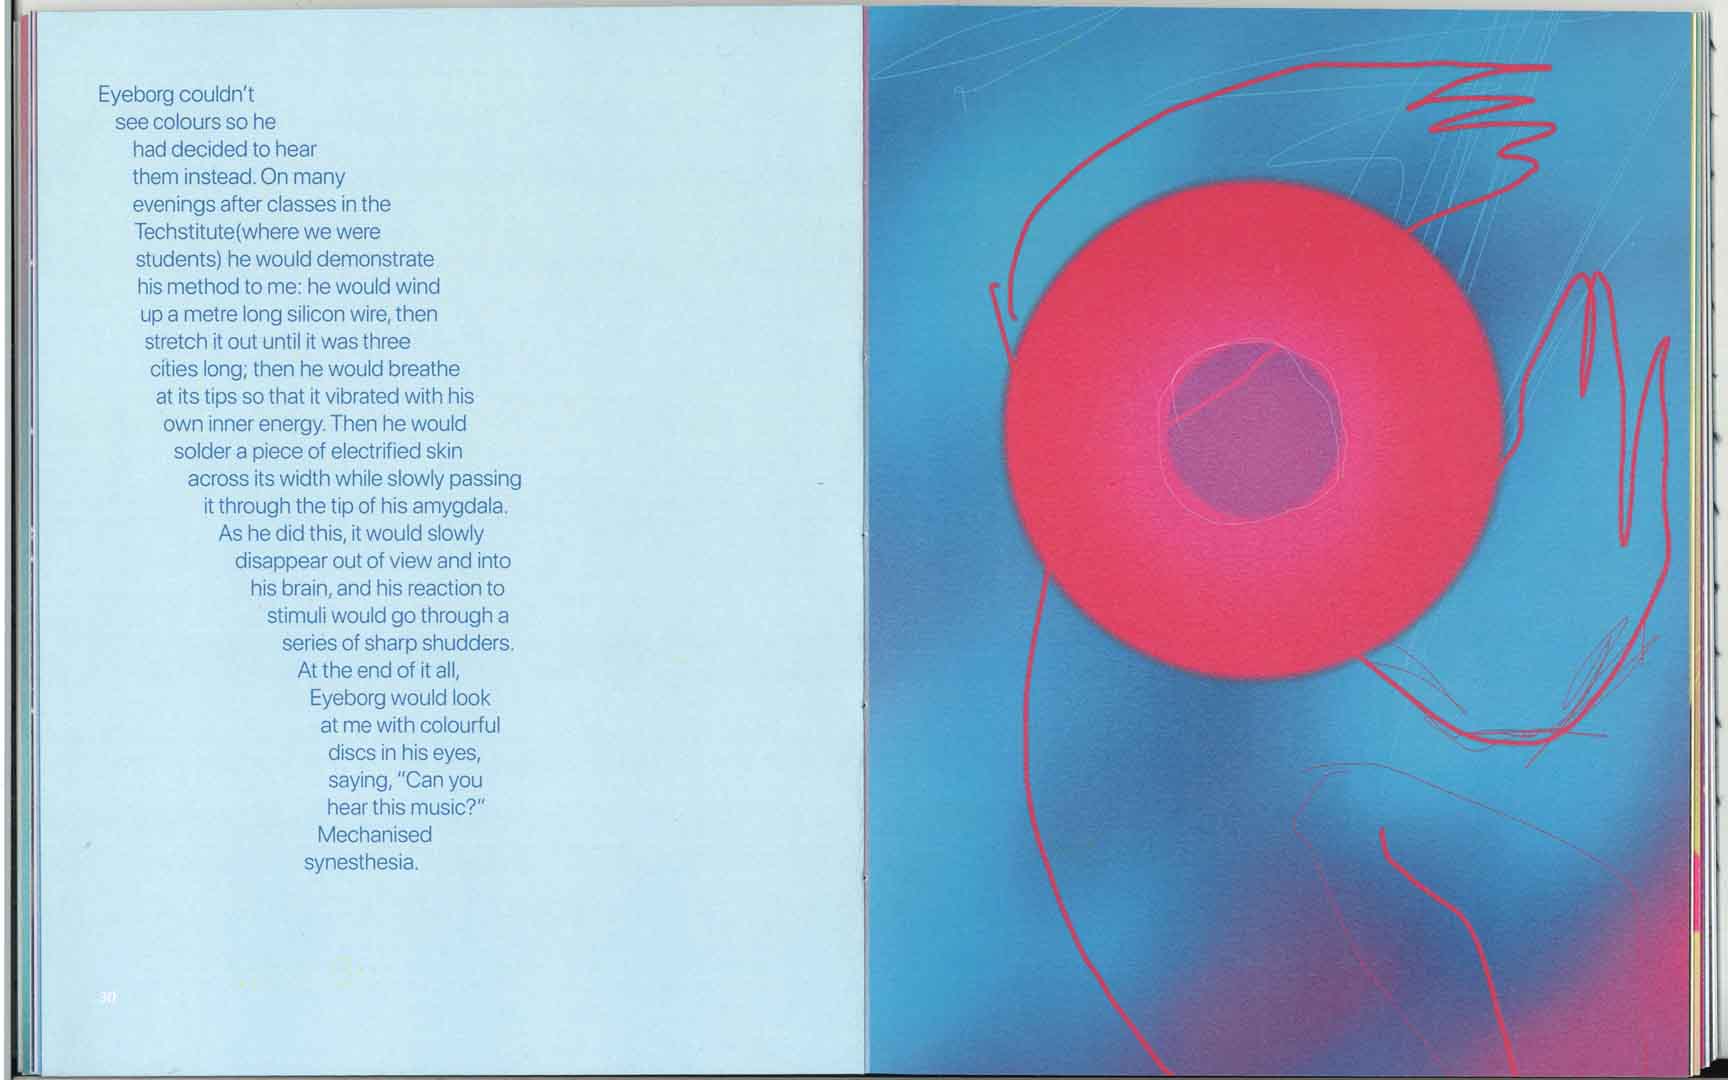 Eyeborg couldn't
see colours so he
had decided to hear
them instead. On many
evenings after classes in the
Techstitute(where we were
students) he would demonstrate
his method to me: he would wind
up a metre long silicon wire, then
stretch it out until it was three
cities long; then he would breathe
at its tips so that it vibrated with his
own inner energy. Then he would
solder a piece of electrified skin
across its width while slowly passing
it through the tip of his amygdala.
As he did this, it would slowly
disappear out of view and into
his brain, and his reaction to
stimuli would go through a
series of sharp shudders.
At the end of it all,
Eyeborg would look
at me with colourful
discs in his eyes,
saying, “Can you
hear this music?”
Mechanised
synesthesia.
30